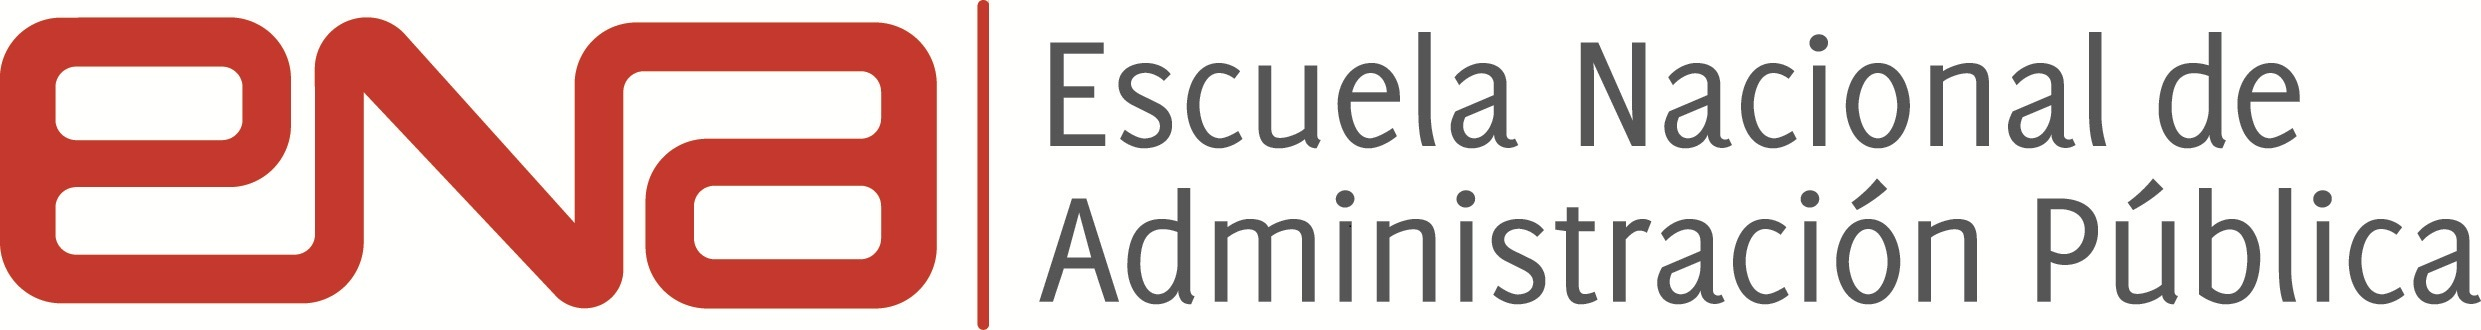 ena
Escuela Nacional de
Administración Pública